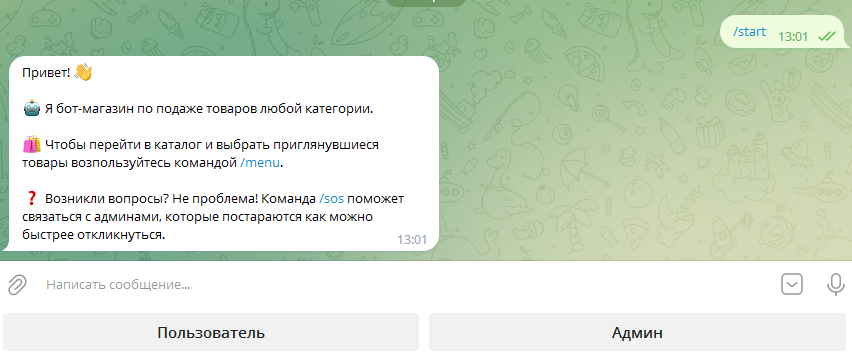 /start 13:01
Привет! 👋
🤖 Я бот-магазин по подаже товаров любой категории.
🛍 Чтобы перейти в каталог и выбрать приглянувшиеся
товары возпользуйтесь командой /menu.
❓ Возникли вопросы? Не проблема! Команда /sos поможет
связаться с админами, которые постараются как можно
быстрее откликнуться.
13:01
Написать сообщение...
Пользователь
Админ